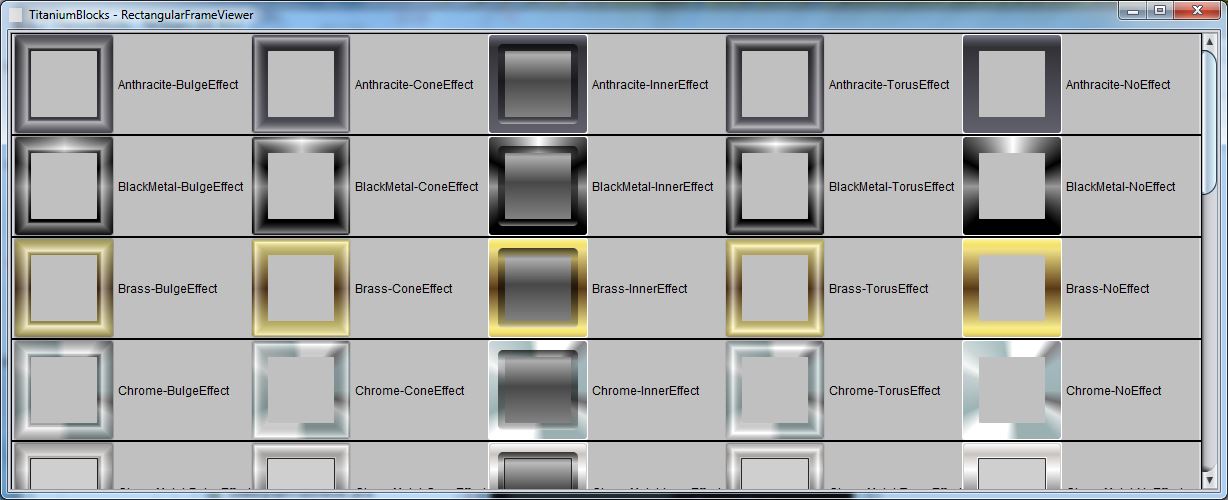 TitaniumBlocks - RectangularFrameViewer
Anthracite-BulgeEffect Anthracite-ConeEffect Anthracite-InnerEffect Anthracite-TorusEffect Anthracite-NoEffect
BlackMetal-BulgeEffect BlackMetal-ConeEffect BlackMetal-InnerEffect BlackMetal-TorusEffect BlackMetal-NoEffect
Brass-BulgeEffect Brass-ConeEffect Brass-InnerEffect Brass-TorusEffect Brass-NoEffect
Chrome-BulgeEffect Chrome-ConeEffect Chrome-InnerEffect Chrome-TorusEffect Chrome-NoEffect